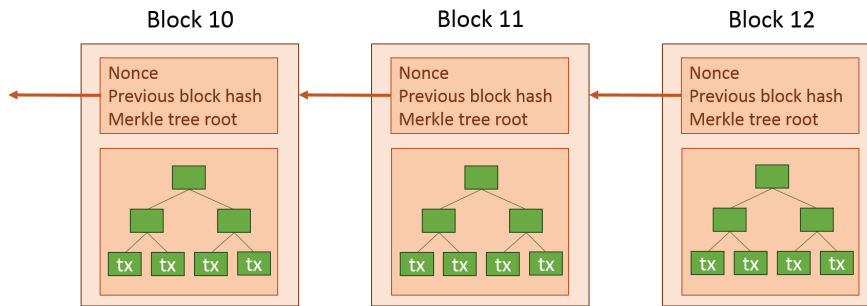 Block 10
Block 11
Block 12
Nonce
Previous block hash
Merkle tree root
Nonce
Previous block hash
Merkle tree root
Nonce
Previous block hash
Merkle tree root
tx tx tx tx
tx tx tx tx
tx tx tx tx